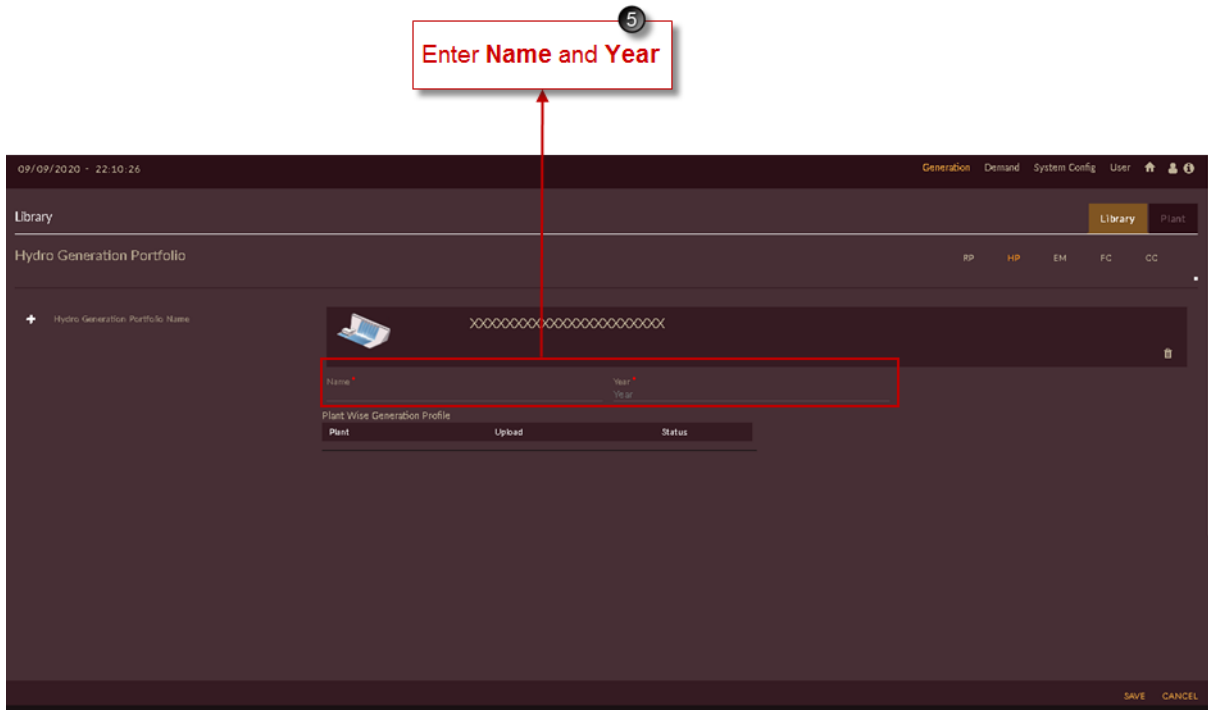 5
Enter Name and Year
09/09/2020 - 22:10:26
Generation Demand System Config User
Library
Library Plant
Hydro Generation Portfolio
RP HP EM FC CC
Hydro Generation Portfolio Name
XXXXXXXXXXXXXXXXXXXXXXXX
Name * Year *
Year
Plant Wise Generation Profile
Plant Upload Status
SAVE CANCEL